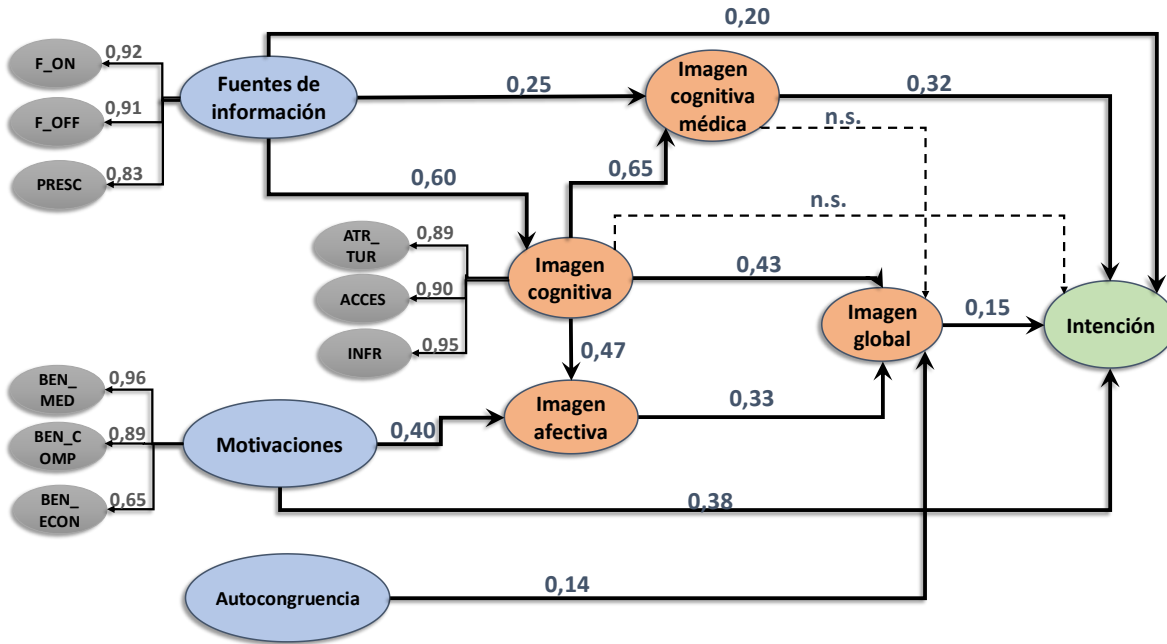 0,20
F_ON
0,92
Fuentes de
información
0,25
Imagen
cognitiva
médica
0,32
F_OFF
0,91
n.s.
PRESC
0,83
0,60
0,65
n.s.
ATR_
TUR
0,89
Imagen
cognitiva
0,43
ACCES
0,90
Imagen
global
0,15
Intención
INFR
0,95
0,47
BEN_
MED
0,96
Imagen
afectiva
0,33
BEN_C
OMP
0,89
Motivaciones
0,40
BEN_
ECON
0,65
0,38
Autocongruencia
0,14